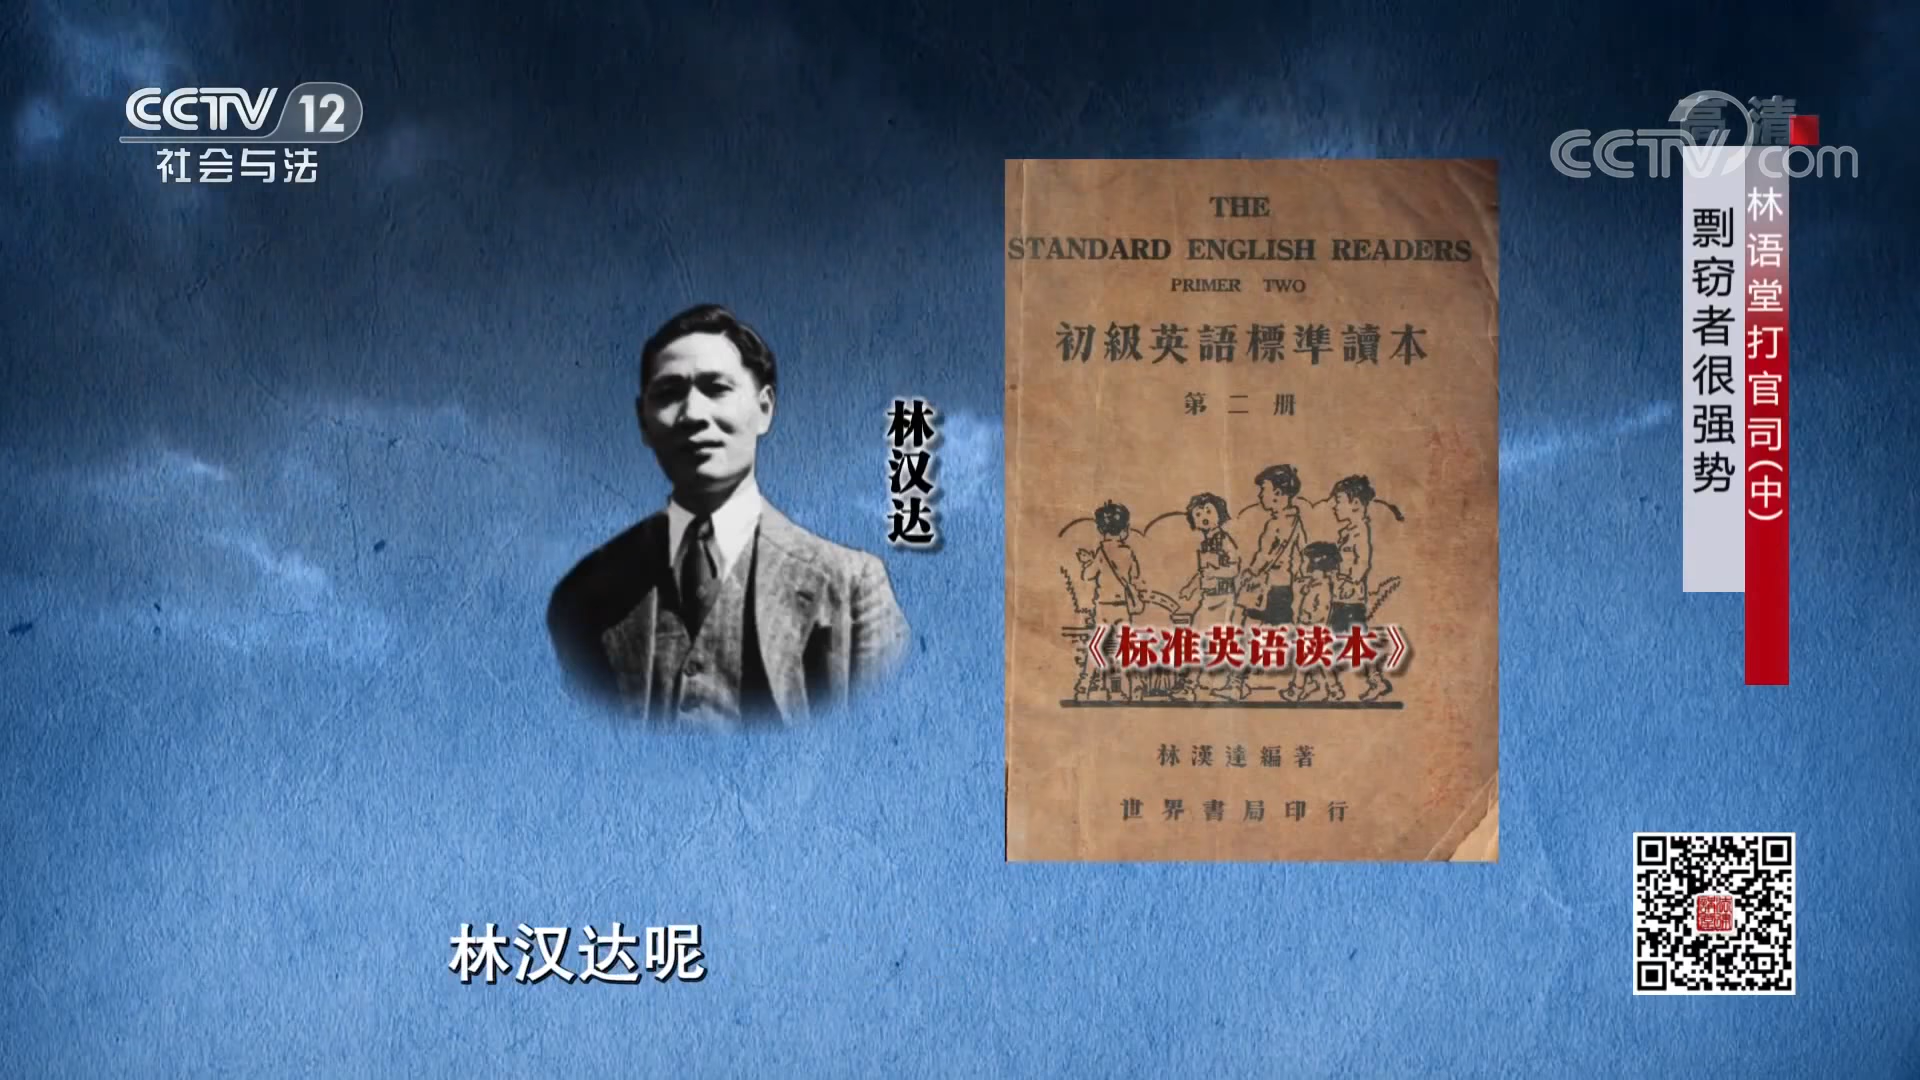 CCTV 12
社会与法
高清
CCTV.com
林语堂打官司(中)
剽窃者很强势
THE
STANDARD ENGLISH READERS
PRIMER TWO
初級英語標準讀本
第二册
林汉达
《标准英语读本》
林漢達編著
世界書局印行
林汉达呢